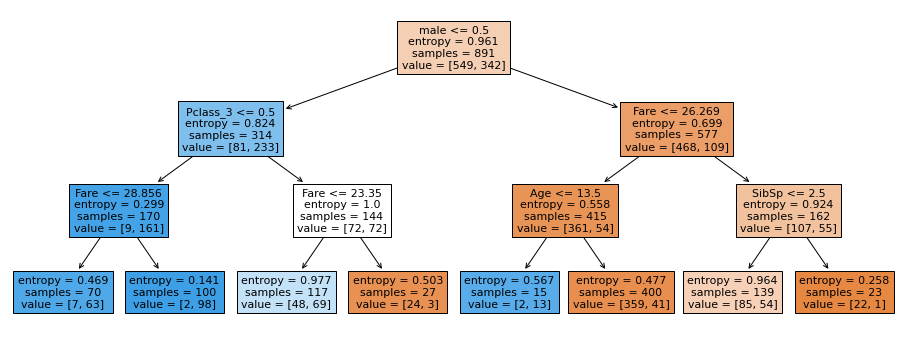 male <= 0.5
entropy = 0.961
samples = 891
value = [549, 342]
Pclass_3 <= 0.5
entropy = 0.824
samples = 314
value = [81, 233]
Fare <= 26.269
entropy = 0.699
samples = 577
value = [468, 109]
Fare <= 28.856
entropy = 0.299
samples = 170
value = [9, 161]
Fare <= 23.35
entropy = 1.0
samples = 144
value = [72, 72]
Age <= 13.5
entropy = 0.558
samples = 415
value = [361, 54]
SibSp <= 2.5
entropy = 0.924
samples = 162
value = [107, 55]
entropy = 0.469
samples = 70
value = [7, 63]
entropy = 0.141
samples = 100
value = [2, 98]
entropy = 0.977
samples = 117
value = [48, 69]
entropy = 0.503
samples = 27
value = [24, 3]
entropy = 0.567
samples = 15
value = [2, 13]
entropy = 0.477
samples = 400
value = [359, 41]
entropy = 0.964
samples = 139
value = [85, 54]
entropy = 0.258
samples = 23
value = [22, 1]